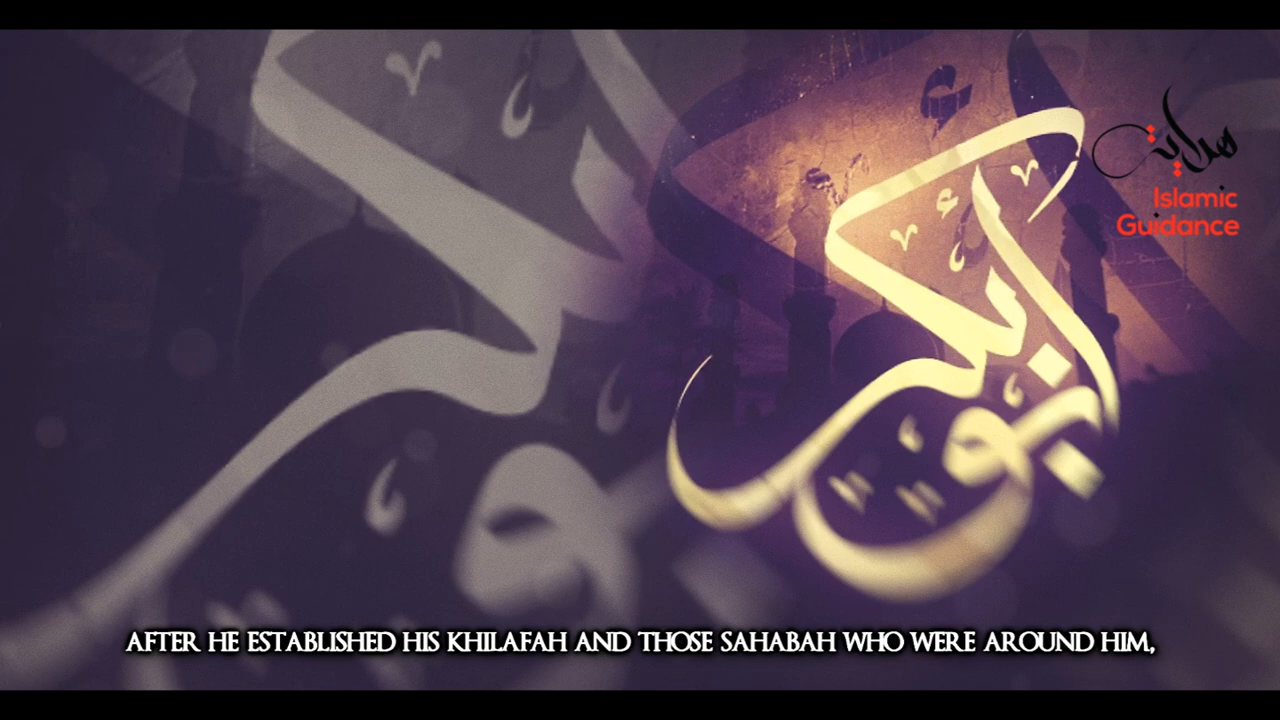 أبو بكر
هداية
Islamic
Guidance
AFTER HE ESTABLISHED HIS KHILAFAH AND THOSE SAHABAH WHO WERE AROUND HIM,